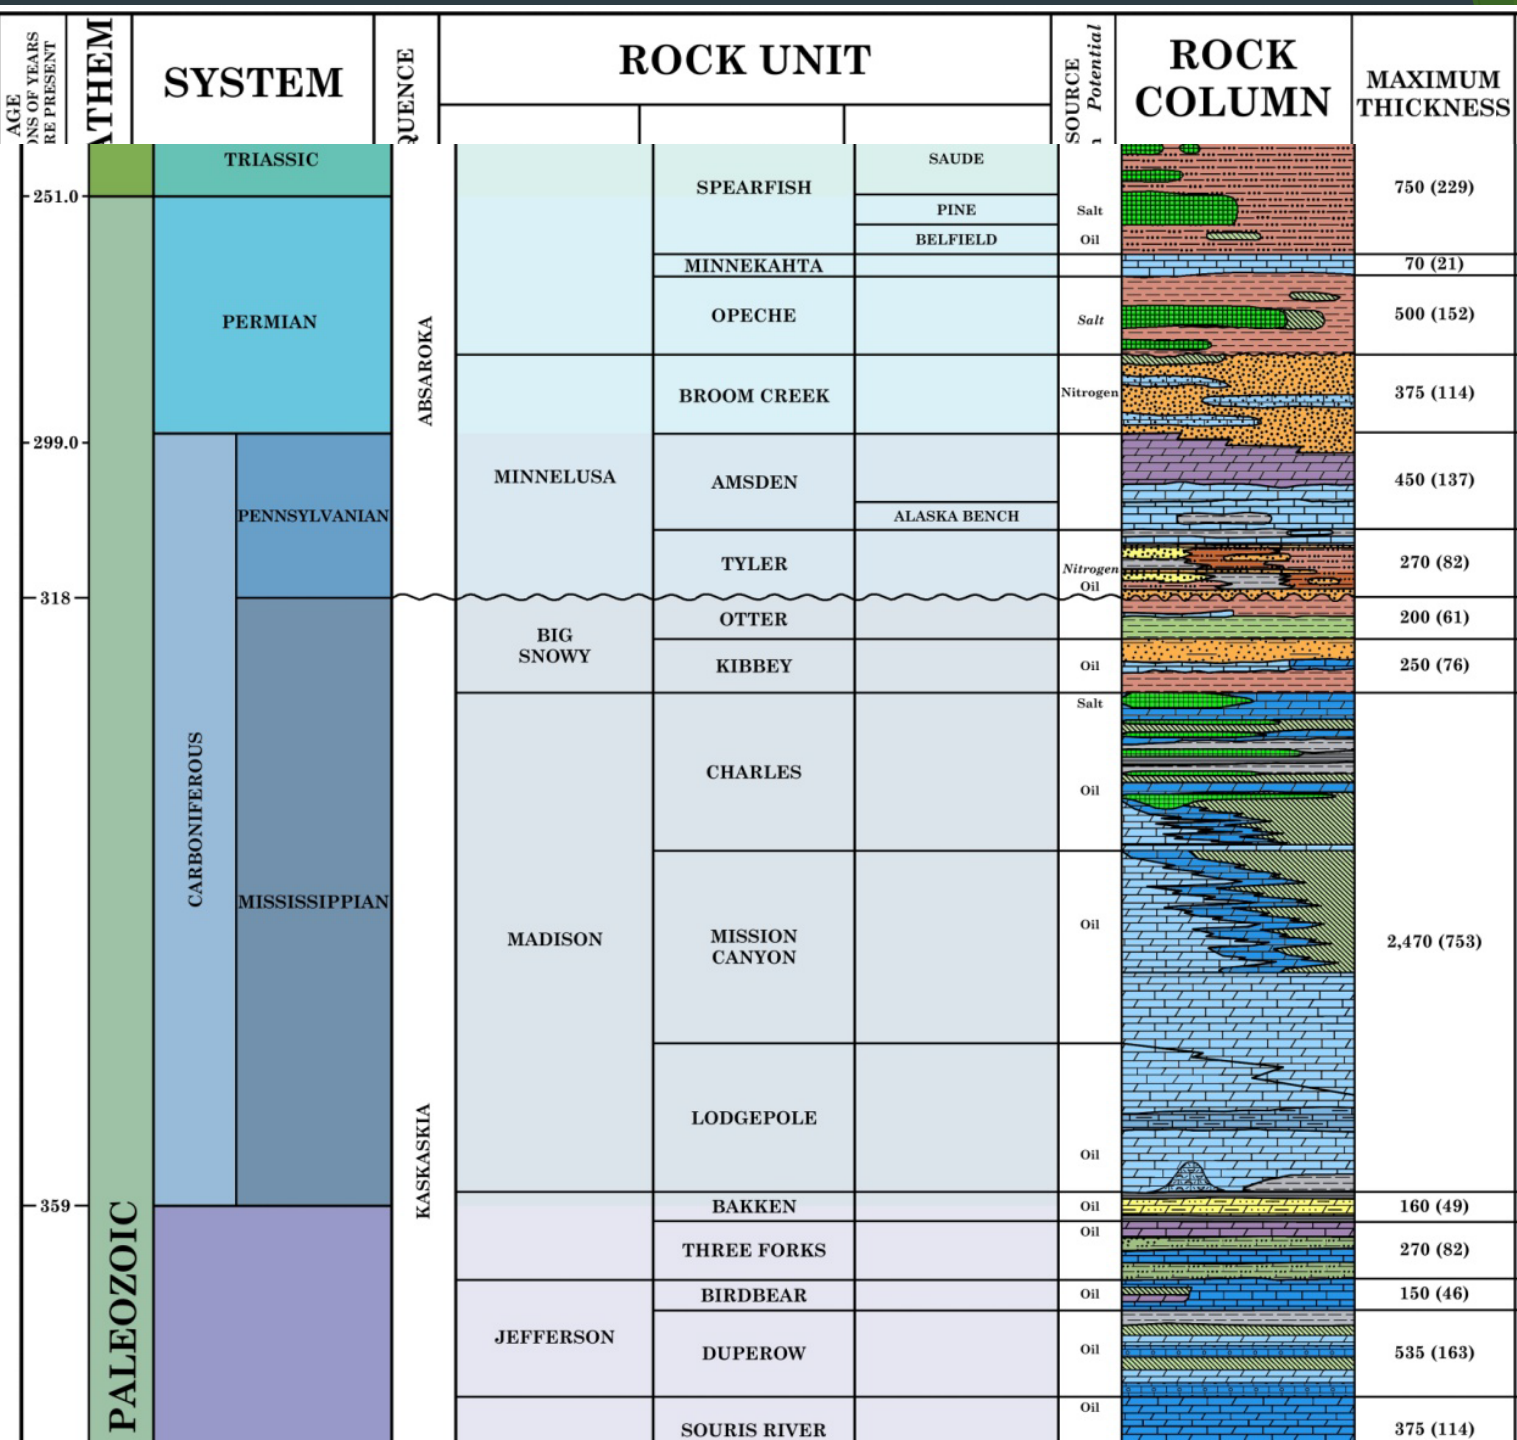 AGE
ONS OF YEARS
RE PRESENT
ATHEM
SYSTEM
QUENCE
ROCK UNIT
SOURCE
Potential
ROCK
COLUMN
MAXIMUM
THICKNESS
TRIASSIC
SAUDE
SPEARFISH
750 (229)
251.0
PINE
Salt
BELFIELD
Oil
MINNEKAHTA
70 (21)
PERMIAN
ABSAROKA
OPECHE
Salt
500 (152)
BROOM CREEK
Nitrogen
375 (114)
299.0
MINNELUSA
AMSDEN
450 (137)
PENNSYLVANIAN
ALASKA BENCH
TYLER
Nitrogen
Oil
270 (82)
318
BIG
SNOWY
OTTER
200 (61)
KIBBEY
Oil
250 (76)
Salt
CARBONIFEROUS
CHARLES
Oil
MISSISSIPPIAN
MADISON
MISSION
CANYON
Oil
2,470 (753)
KASKASKIA
LODGEPOLE
Oil
359
BAKKEN
Oil
160 (49)
PALEOZOIC
THREE FORKS
Oil
270 (82)
BIRDBEAR
Oil
150 (46)
JEFFERSON
DUPEROW
Oil
535 (163)
Oil
SOURIS RIVER
375 (114)